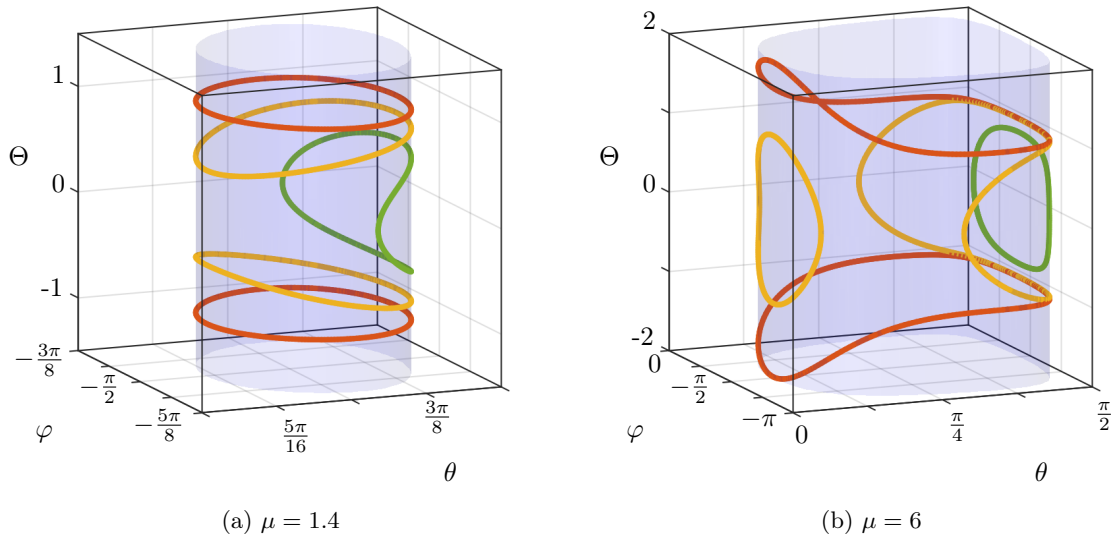 1
Θ
0
-1
−3π/8
−π/2
−5π/8
φ
5π/16
3π/8
θ
(a) μ = 1.4
2
Θ
0
-2
0
−π/2
−π
φ
0
π/4
π/2
θ
(b) μ = 6